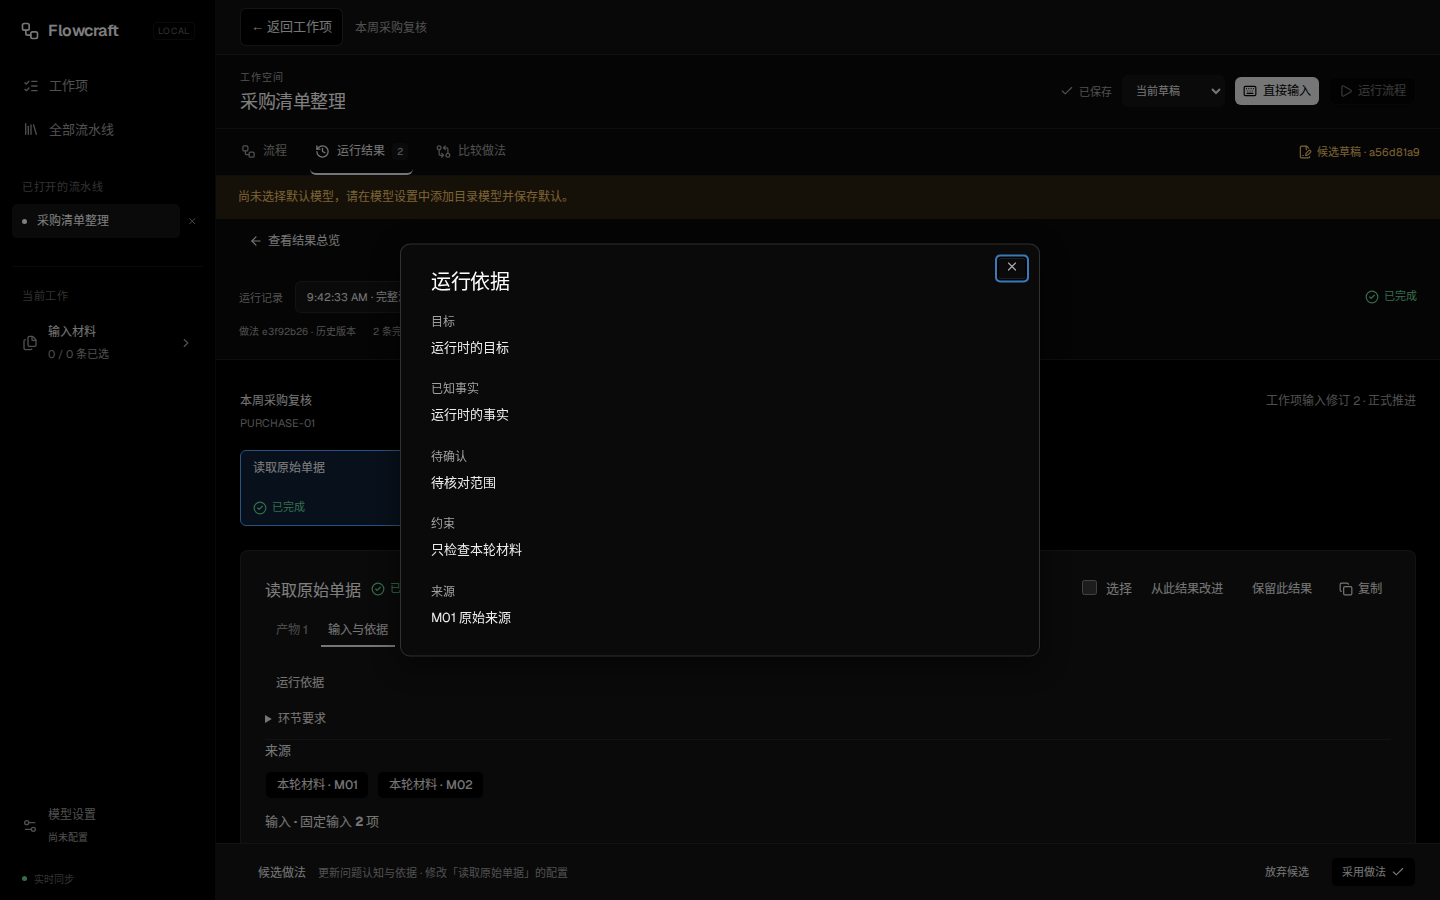 Flowcraft
LOCAL
工作项
全部流水线
已打开的流水线
采购清单整理
当前工作
输入材料
0 / 0 条已选
模型设置
尚未配置
实时同步
← 返回工作项
本周采购复核
工作空间
采购清单整理
已保存
当前草稿
直接输入
运行流程
流程
运行结果 2
比较做法
候选草稿 · a56d81a9
尚未选择默认模型，请在模型设置中添加目录模型并保存默认。
查看结果总览
运行记录
9:42:33 AM · 完整
已完成
做法 e3f92b26 · 历史版本
2 条完
本周采购复核
PURCHASE-01
工作项输入修订 2 · 正式推进
读取原始单据
已完成
读取原始单据
已
选择
从此结果改进
保留此结果
复制
产物 1
输入与依据
运行依据
环节要求
来源
本轮材料 · M01
本轮材料 · M02
输入 · 固定输入 2 项
运行依据
目标
运行时的目标
已知事实
运行时的事实
待确认
待核对范围
约束
只检查本轮材料
来源
M01 原始来源
候选做法
更新问题认知与依据 · 修改「读取原始单据」的配置
放弃候选
采用做法